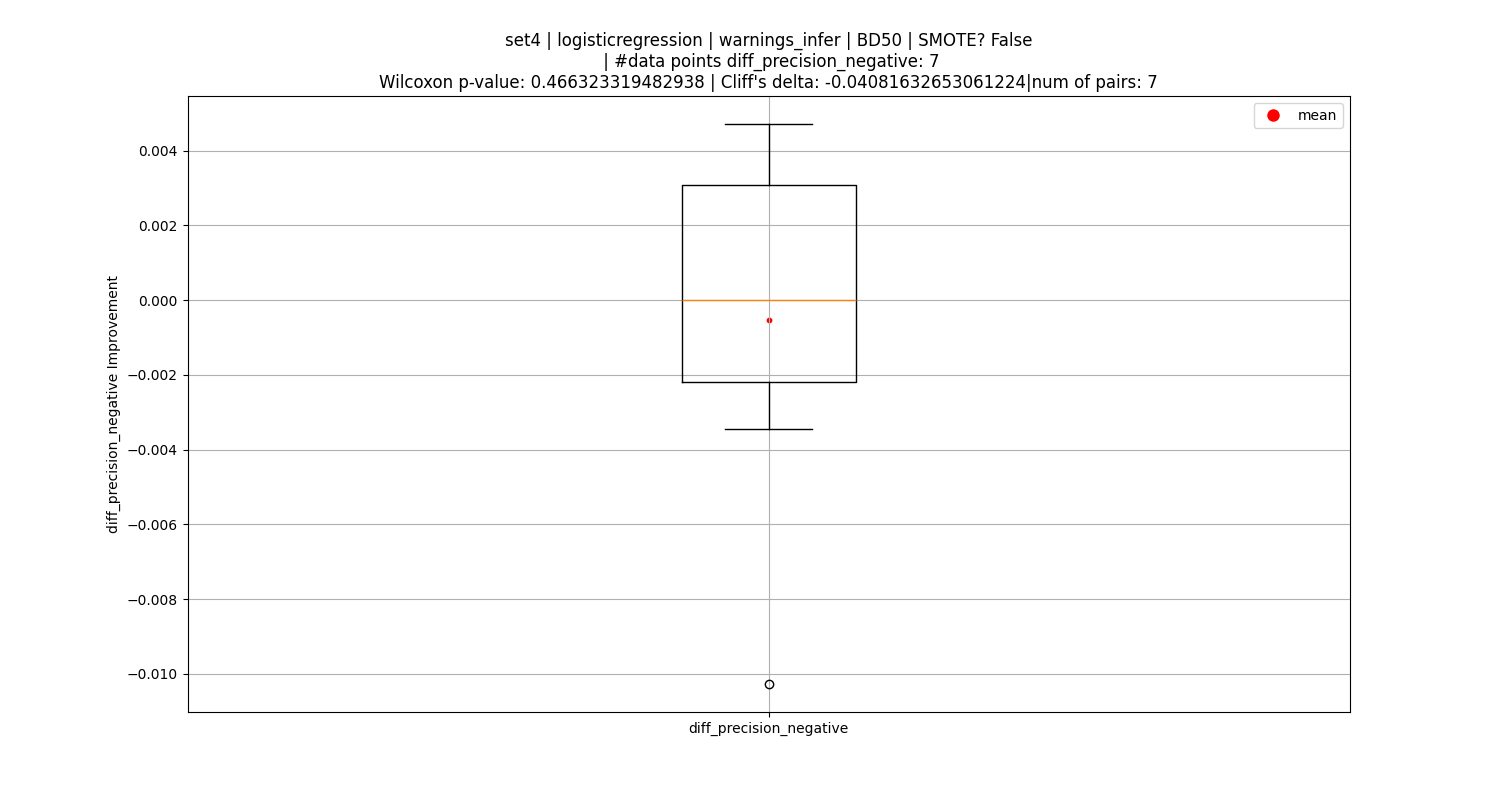 set4 | logisticregression | warnings_infer | BD50 | SMOTE? False
| #data points diff_precision_negative: 7
Wilcoxon p-value: 0.466323319482938 | Cliff's delta: -0.04081632653061224|num of pairs: 7
mean
0.004
0.002
0.000
−0.002
−0.004
−0.006
−0.008
−0.010
diff_precision_negative Improvement
diff_precision_negative